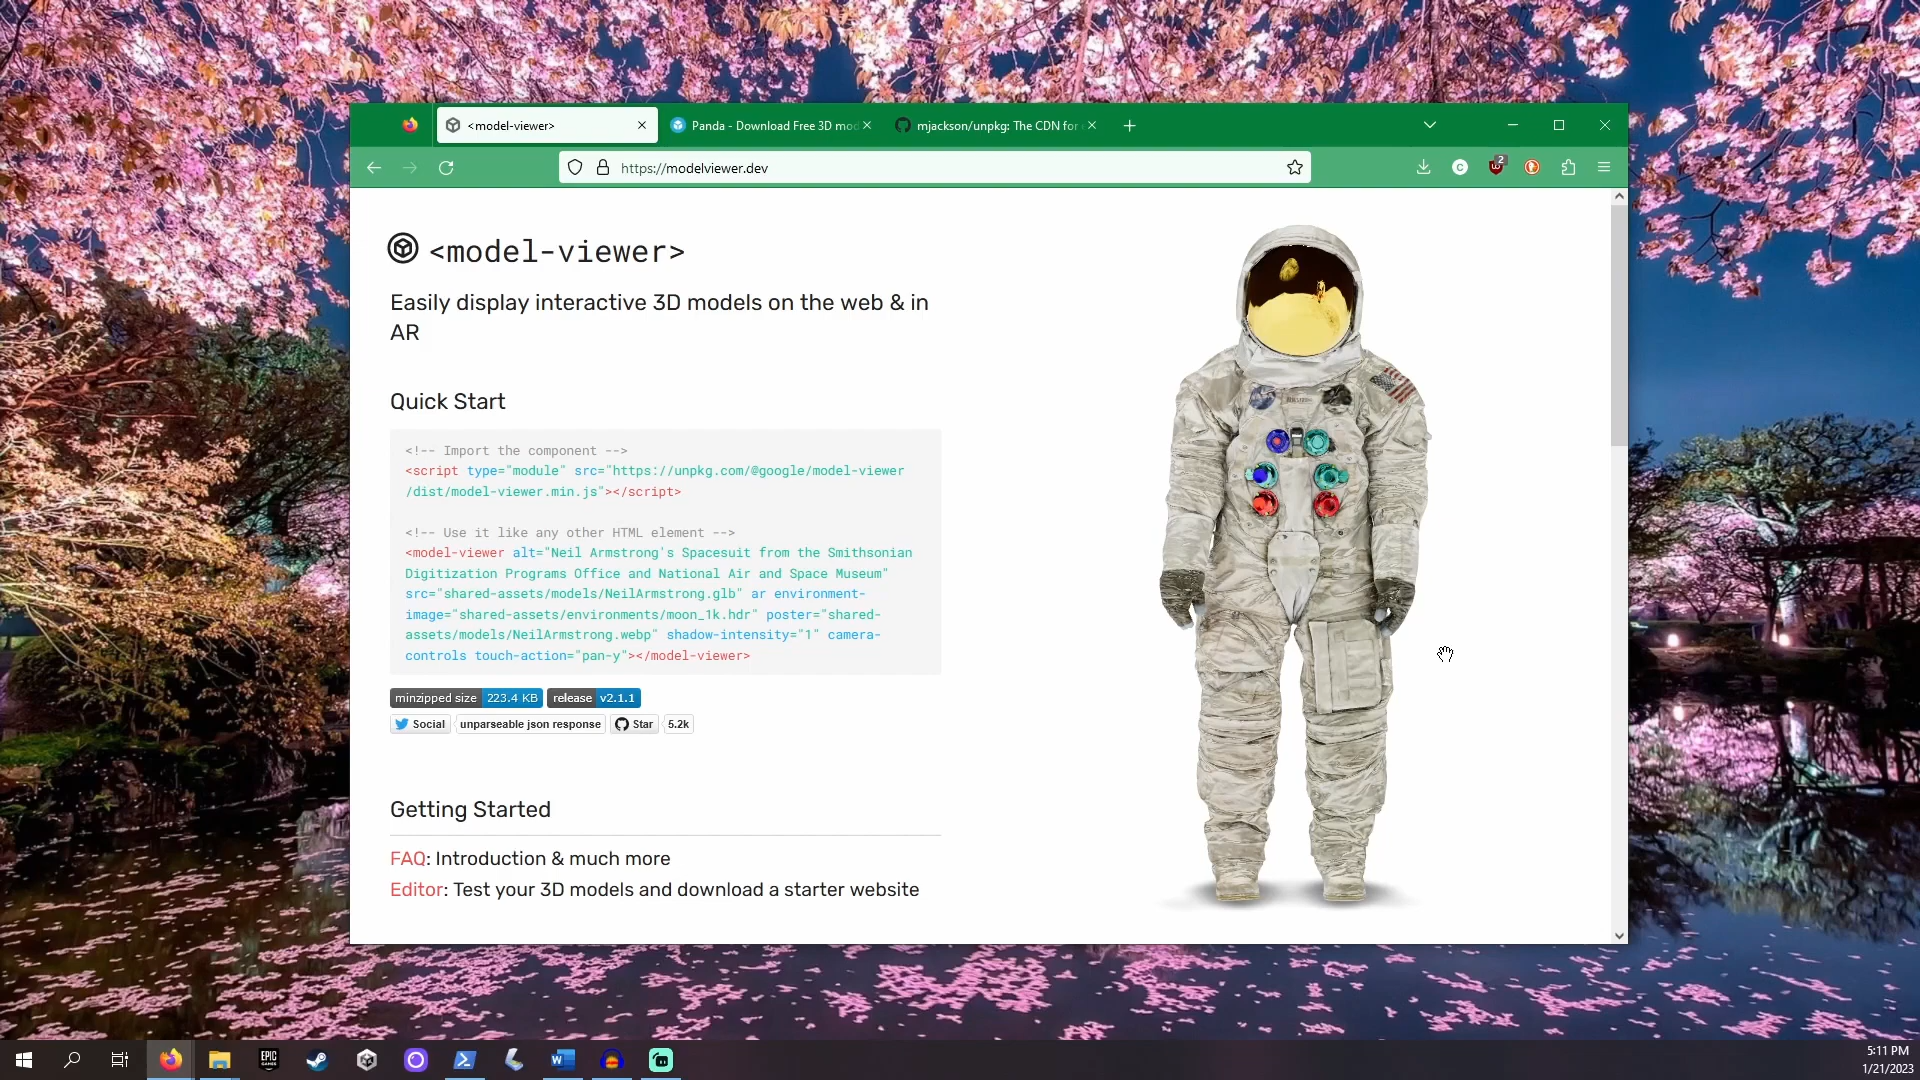 <model-viewer>
Panda - Download Free 3D mo
mjackson/unpkg: The CDN for
https://modelviewer.dev
2
<model-viewer>
Easily display interactive 3D models on the web & in
AR
Quick Start
<!-- Import the component -->
<script type="module" src="https://unpkg.com/@google/model-viewer
/dist/model-viewer.min.js"></script>
<!-- Use it like any other HTML element -->
<model-viewer alt="Neil Armstrong's Spacesuit from the Smithsonian
Digitization Programs Office and National Air and Space Museum"
src="shared-assets/models/NeilArmstrong.glb" ar environment-
image="shared-assets/environments/moon_1k.hdr" poster="shared-
assets/models/NeilArmstrong.webp" shadow-intensity="1" camera-
controls touch-action="pan-y"></model-viewer>
minzipped size 223.4 KB release v2.1.1
Social unparseable json response Star 5.2k
Getting Started
FAQ: Introduction & much more
Editor: Test your 3D models and download a starter website
EPIC
GAMES
W
5:11 PM
1/21/2023